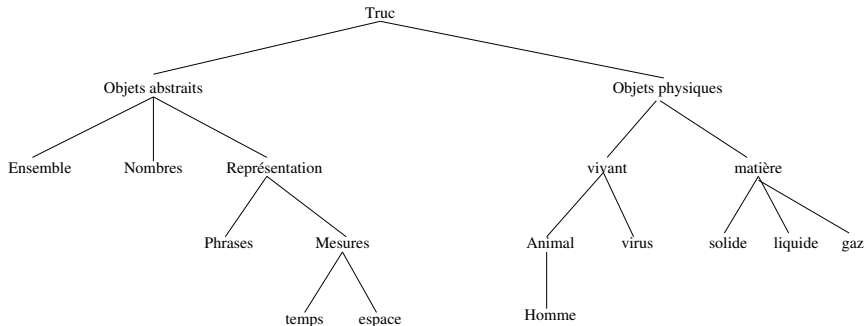 Truc
Objets abstraits Objets physiques
Ensemble Nombres Représentation vivant matière
Phrases Mesures Animal virus solide liquide gaz
temps espace Homme